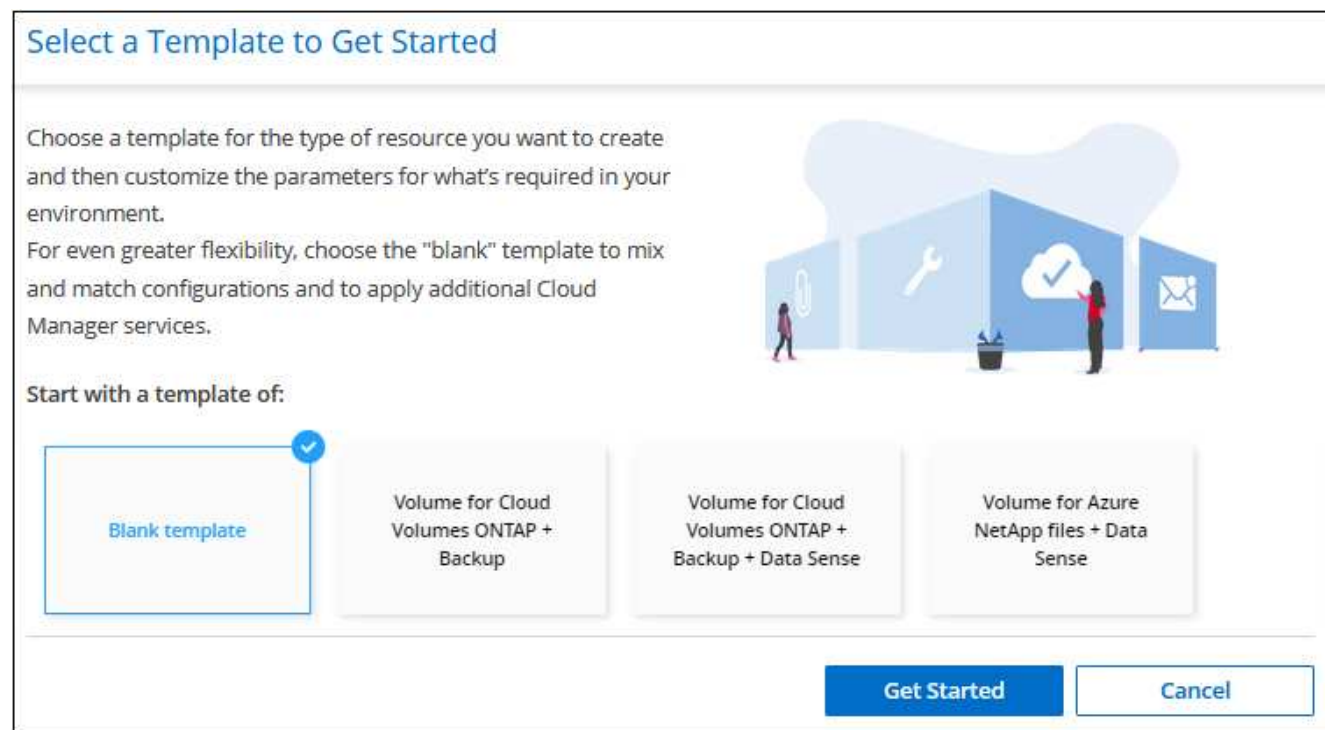 Select a Template to Get Started
Choose a template for the type of resource you want to create
and then customize the parameters for what's required in your
environment.
For even greater flexibility, choose the "blank" template to mix
and match configurations and to apply additional Cloud
Manager services.
Start with a template of:
Blank template
Volume for Cloud
Volumes ONTAP +
Backup
Volume for Cloud
Volumes ONTAP +
Backup + Data Sense
Volume for Azure
NetApp files + Data
Sense
Get Started
Cancel